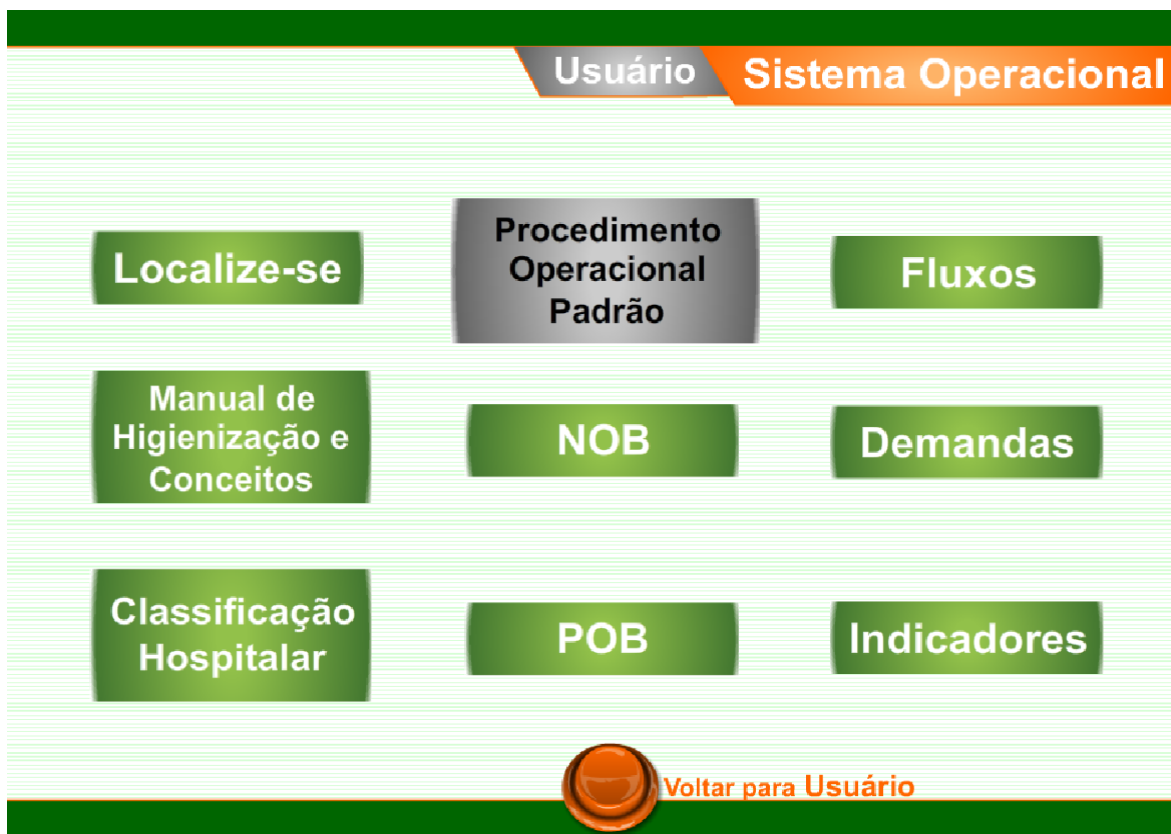 Usuário
Sistema Operacional
Localize-se
Procedimento
Operacional
Padrão
Fluxos
Manual de
Higienização e
Conceitos
NOB
Demandas
Classificação
Hospitalar
POB
Indicadores
Voltar para Usuário